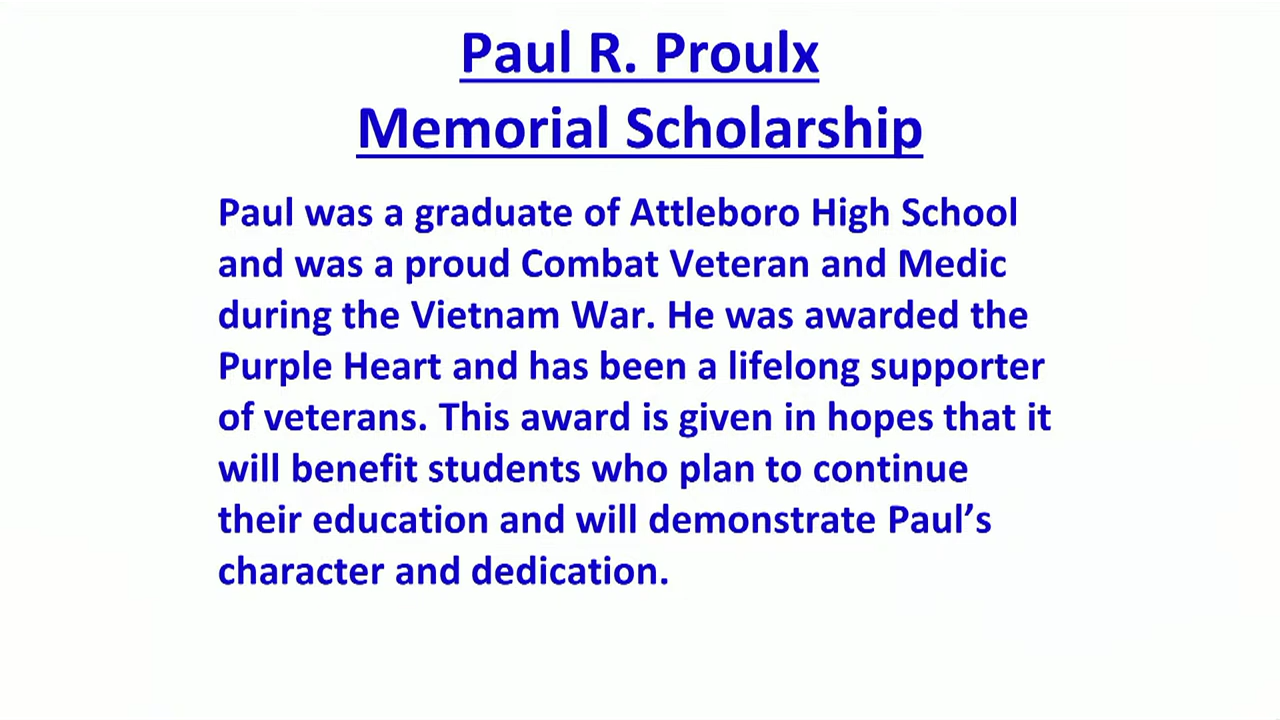 Paul R. Proulx
Memorial Scholarship
Paul was a graduate of Attleboro High School
and was a proud Combat Veteran and Medic
during the Vietnam War. He was awarded the
Purple Heart and has been a lifelong supporter
of veterans. This award is given in hopes that it
will benefit students who plan to continue
their education and will demonstrate Paul’s
character and dedication.